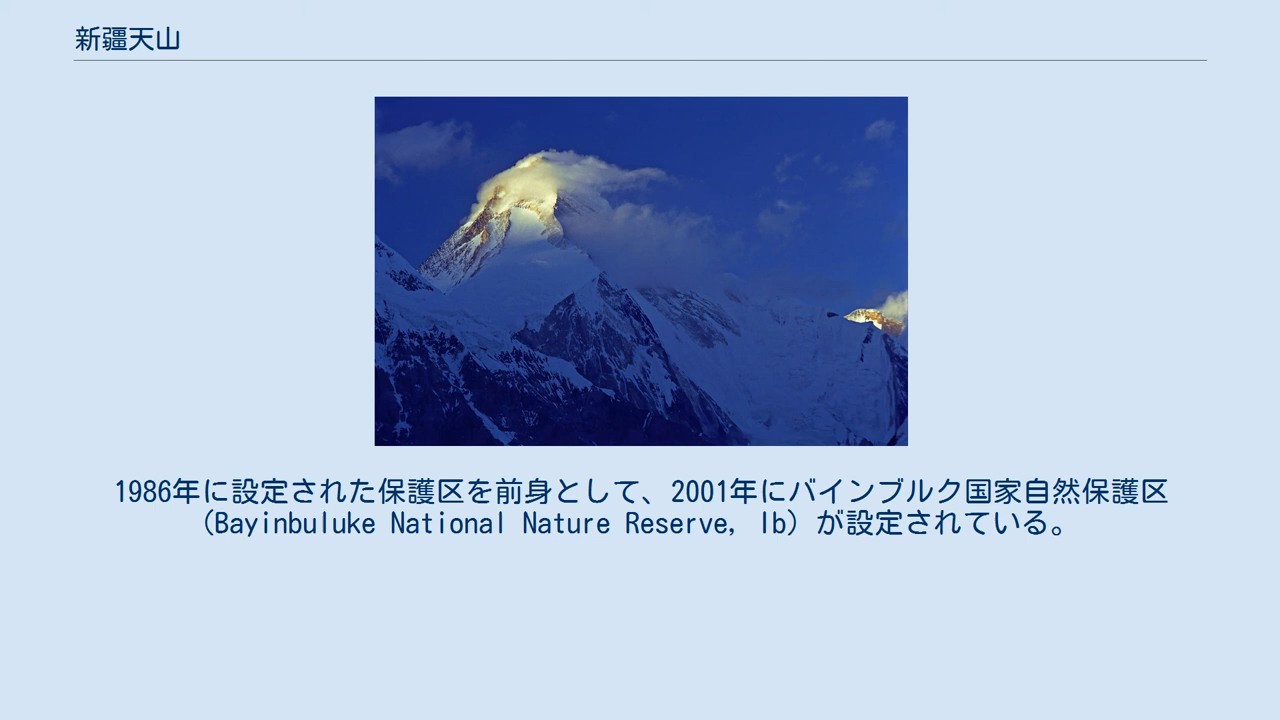 新疆天山
1986年に設定された保護区を前身として、2001年にバインブルク国家自然保護区
（Bayinbuluke National Nature Reserve, Ib）が設定されている。